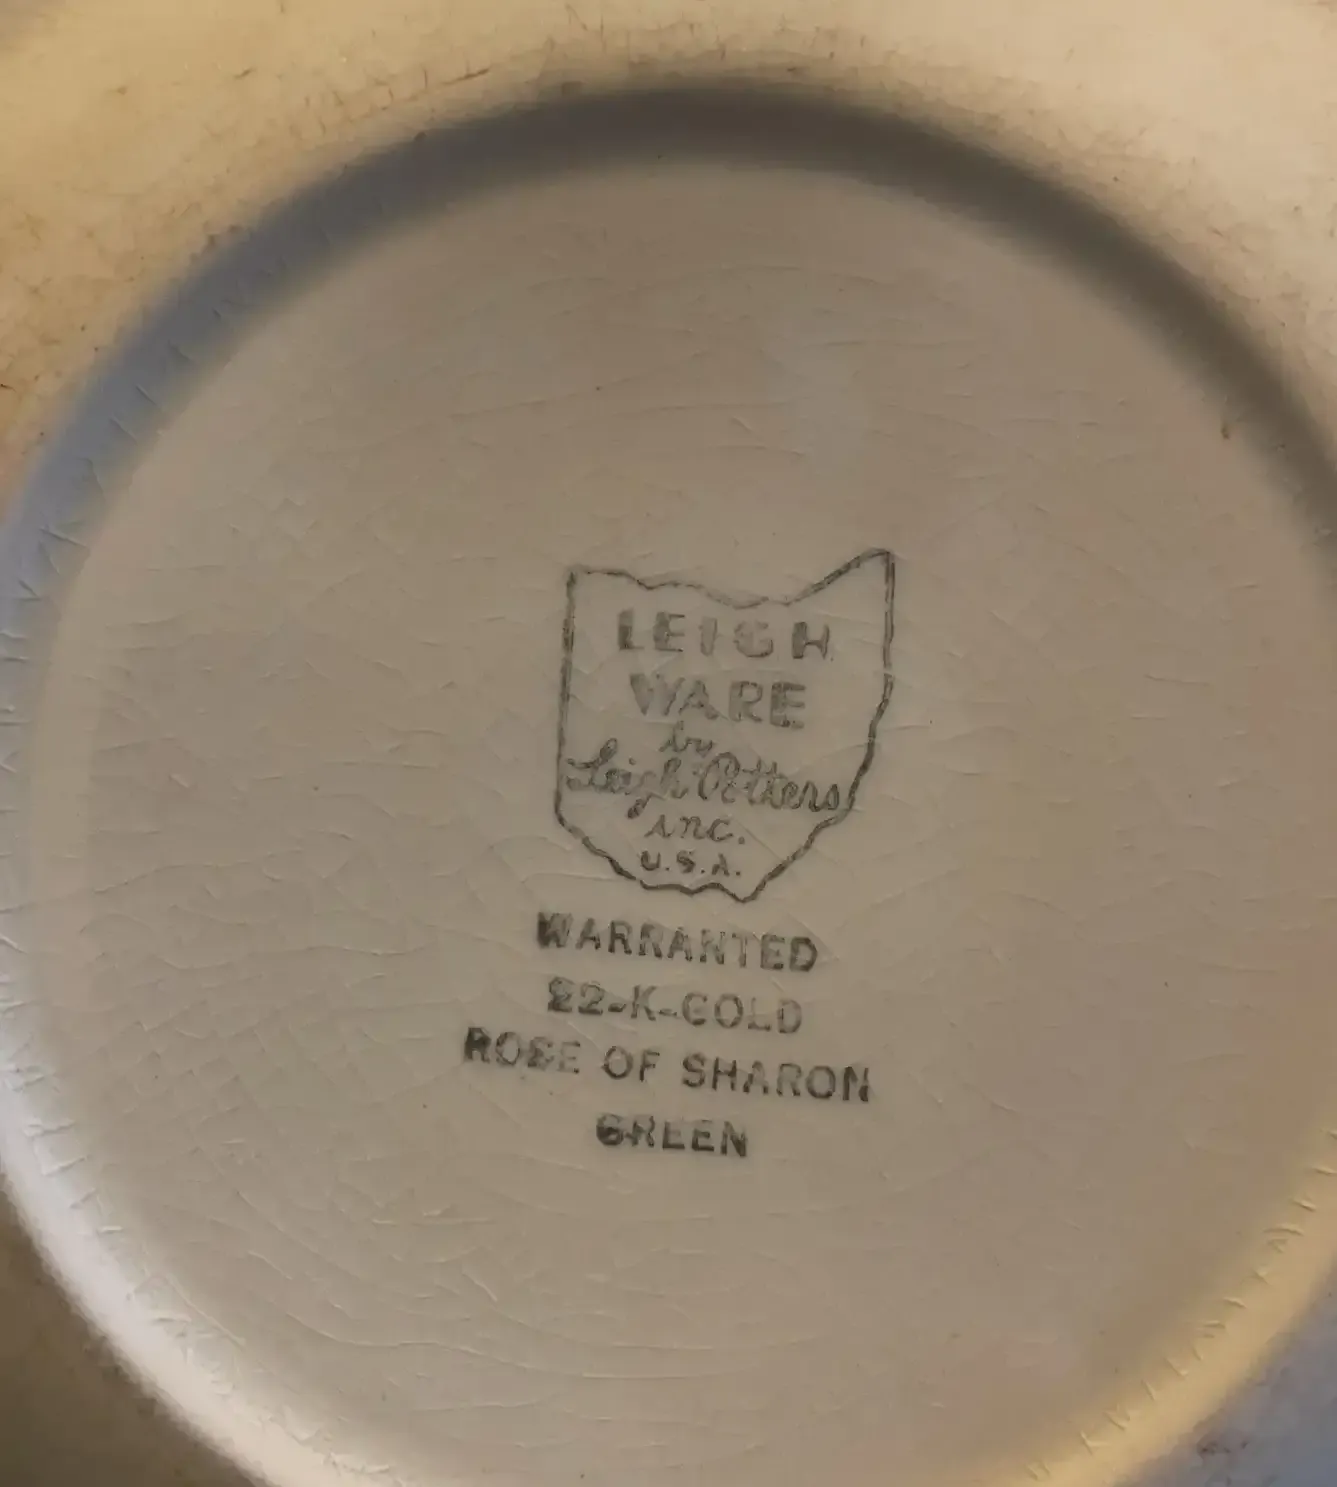 LEIGH
WARE
by
Leigh Potters
inc.
U.S.A.
WARRANTED
22-K-GOLD
ROSE OF SHARON
GREEN